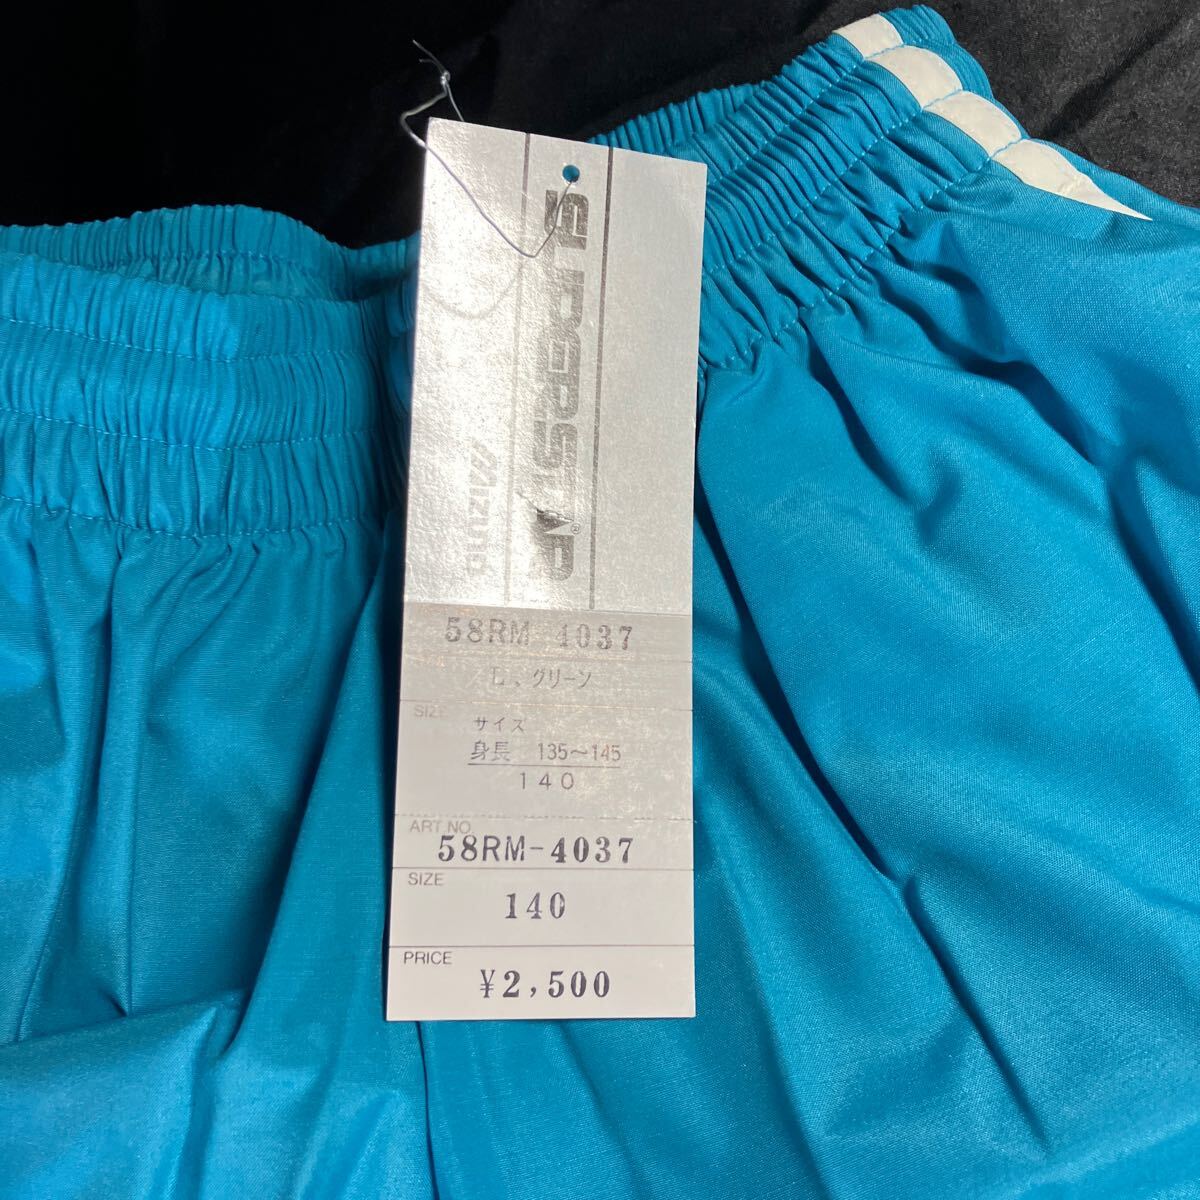 SUPERSTAR®
MIZUNO
58RM-4037
L、グリーン
SIZE
サイズ
身長 135〜145
140
ART.NO.
58RM-4037
SIZE
140
PRICE
¥2,500